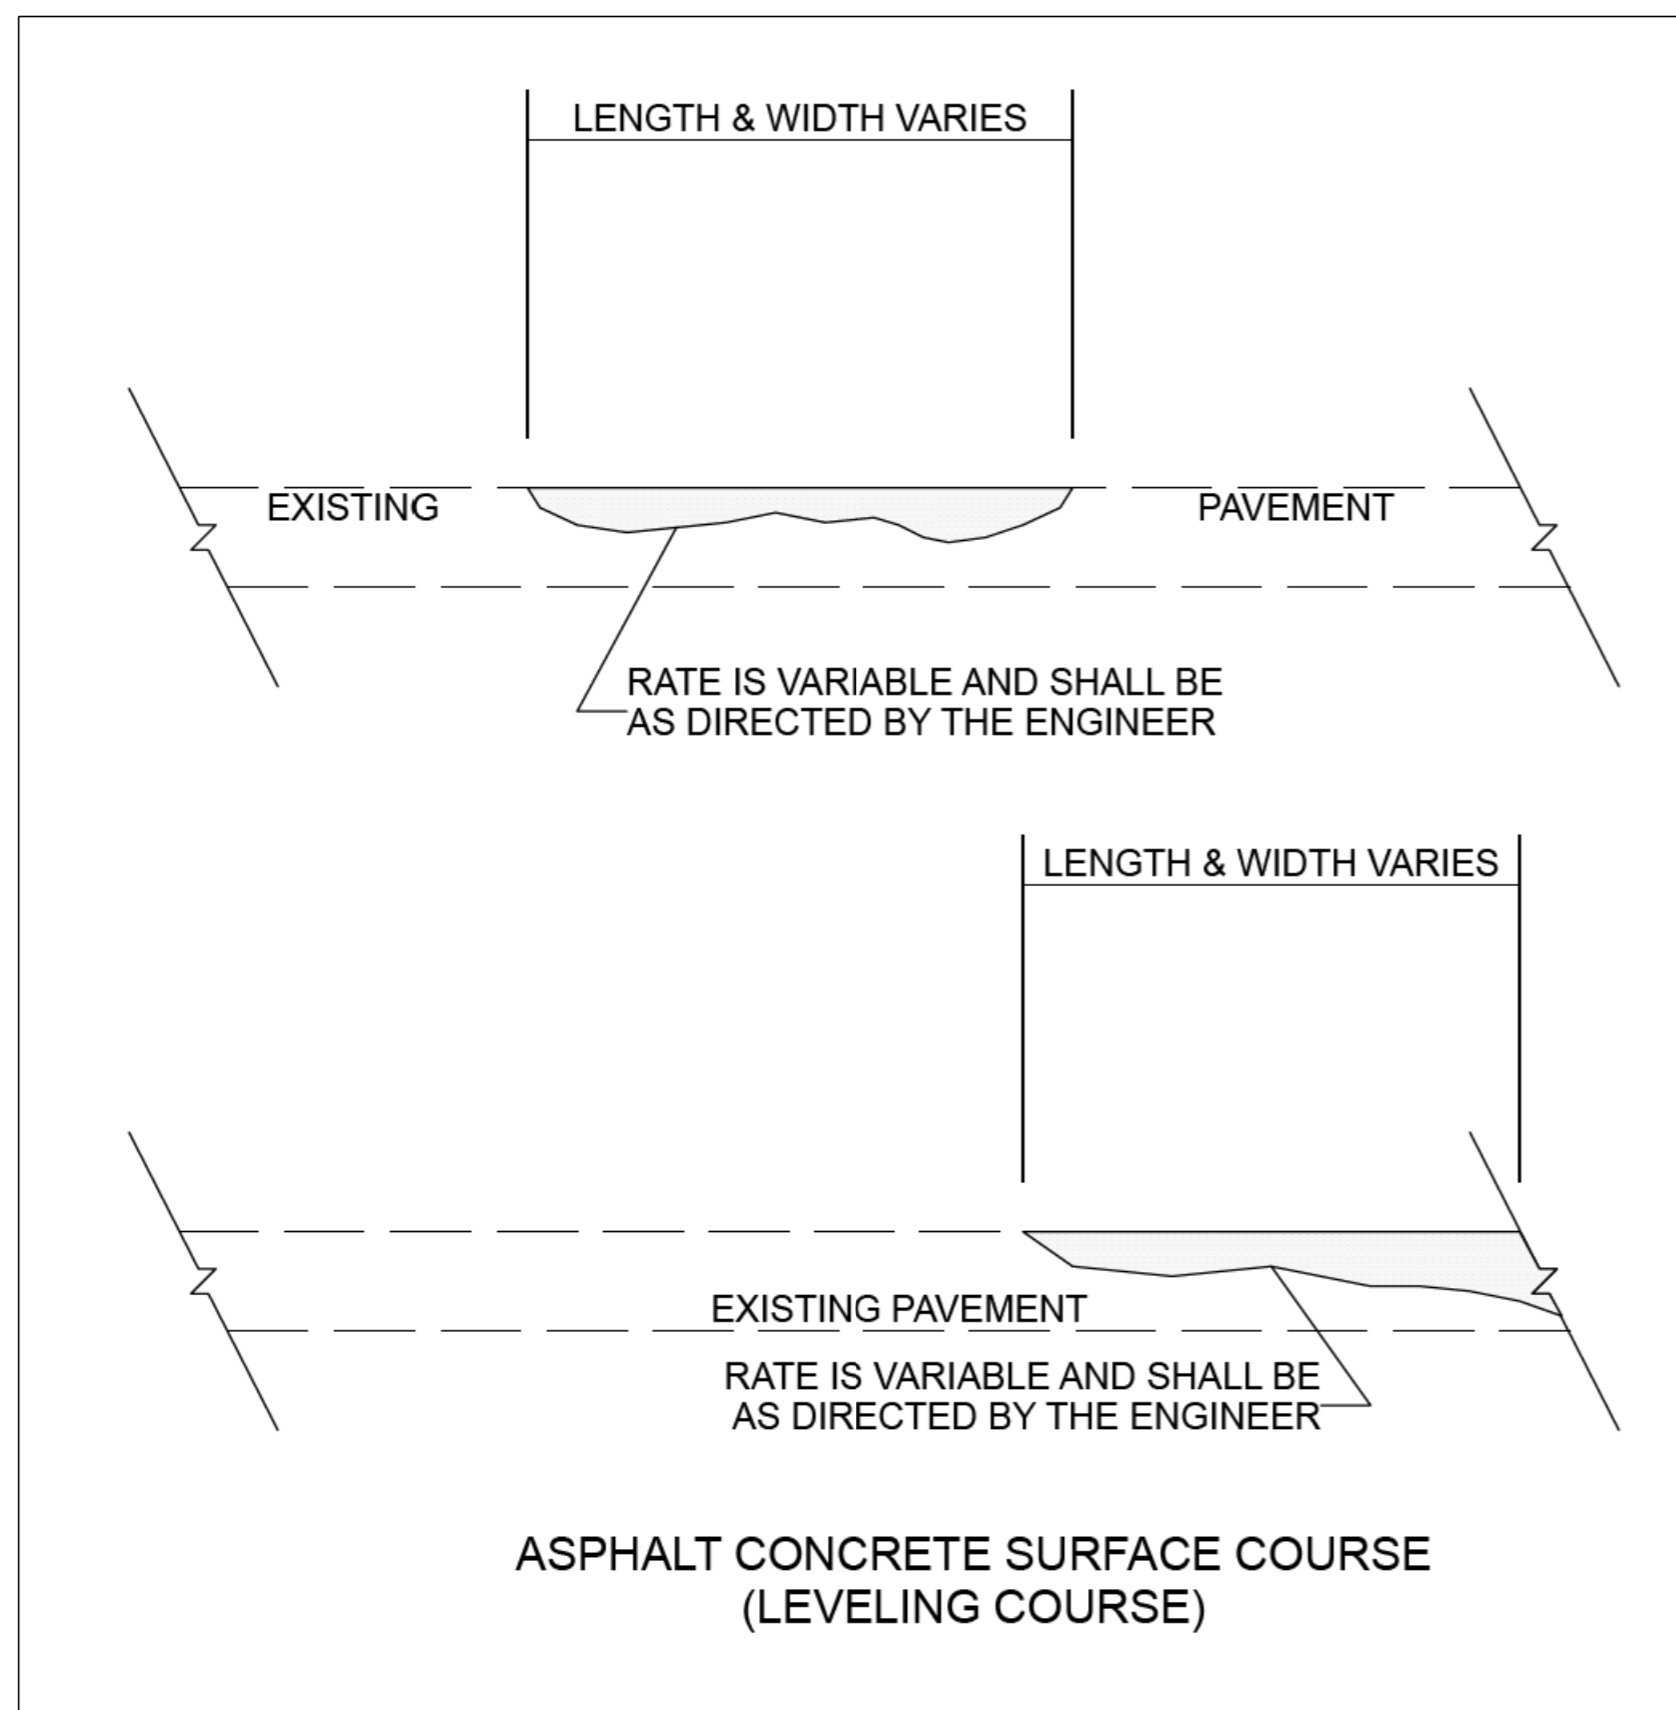 LENGTH & WIDTH VARIES
EXISTING
PAVEMENT
RATE IS VARIABLE AND SHALL BE
AS DIRECTED BY THE ENGINEER
LENGTH & WIDTH VARIES
EXISTING PAVEMENT
RATE IS VARIABLE AND SHALL BE
AS DIRECTED BY THE ENGINEER
ASPHALT CONCRETE SURFACE COURSE
(LEVELING COURSE)